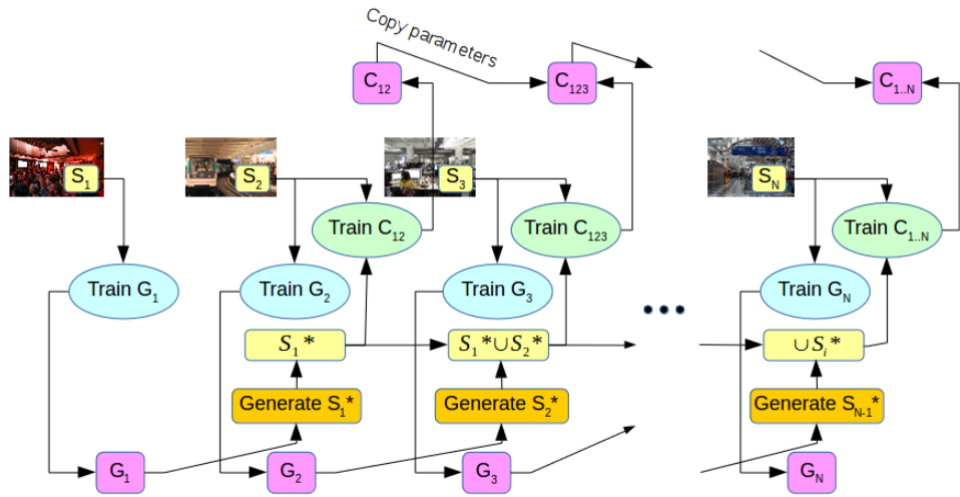 Copy parameters
C12 C123 C1..N
S1 S2 S3 SN
Train C12 Train C123 Train C1..N
Train G1 Train G2 Train G3 Train GN
S1* S1*∪S2* ∪Si*
Generate S1* Generate S2* Generate SN-1*
G1 G2 G3 GN